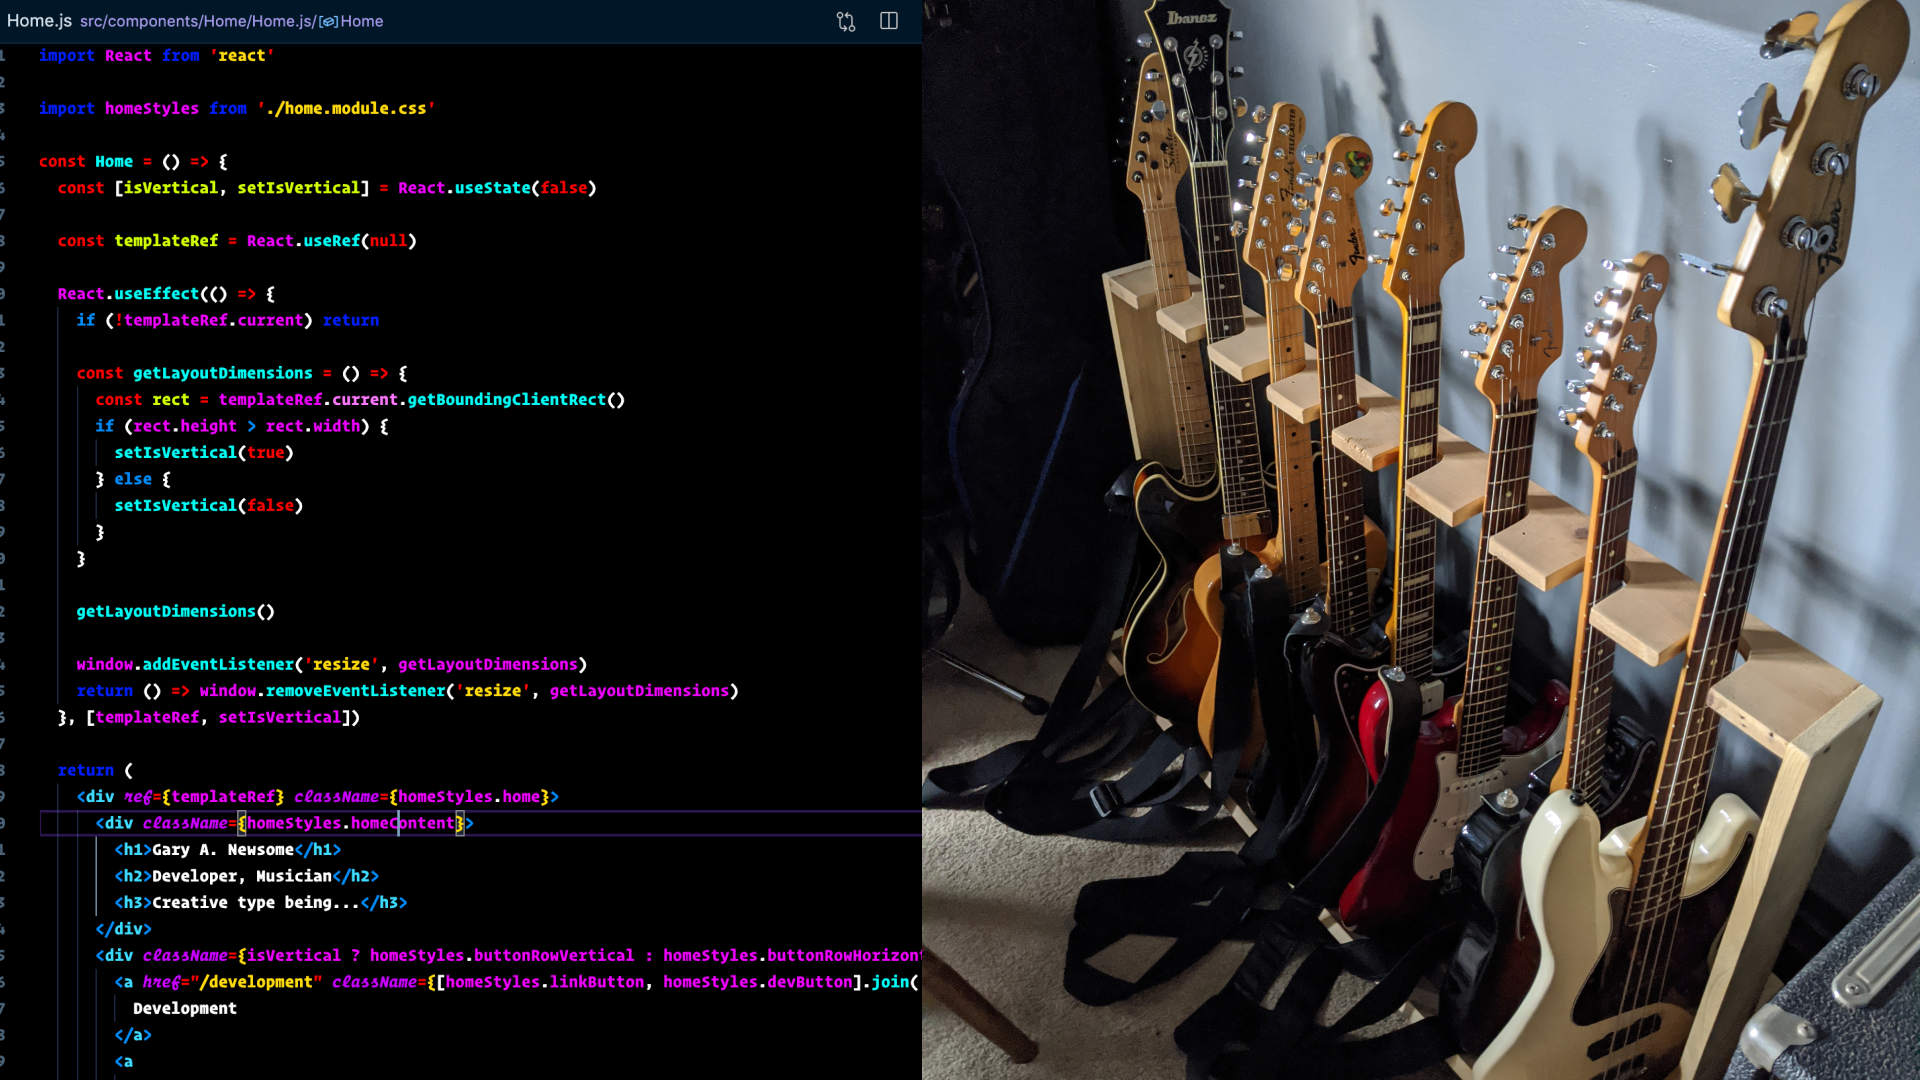 Home.js src/components/Home/Home.js/ Home
import React from 'react'
import homeStyles from './home.module.css'
const Home = () => {
const [isVertical, setIsVertical] = React.useState(false)
const templateRef = React.useRef(null)
React.useEffect(() => {
if (!templateRef.current) return
const getLayoutDimensions = () => {
const rect = templateRef.current.getBoundingClientRect()
if (rect.height > rect.width) {
setIsVertical(true)
} else {
setIsVertical(false)
}
}
getLayoutDimensions()
window.addEventListener('resize', getLayoutDimensions)
return () => window.removeEventListener('resize', getLayoutDimensions)
}, [templateRef, setIsVertical])
return (
<div ref={templateRef} className={homeStyles.home}>
<div className={homeStyles.homeContent}>
<h1>Gary A. Newsome</h1>
<h2>Developer, Musician</h2>
<h3>Creative type being...</h3>
</div>
<div className={isVertical ? homeStyles.buttonRowVertical : homeStyles.buttonRowHorizont
<a href="/development" className={[homeStyles.linkButton, homeStyles.devButton].join(
Development
</a>
<a
Ibanez
Schecter
Fender TELECASTER
Fender
Fender
Fender